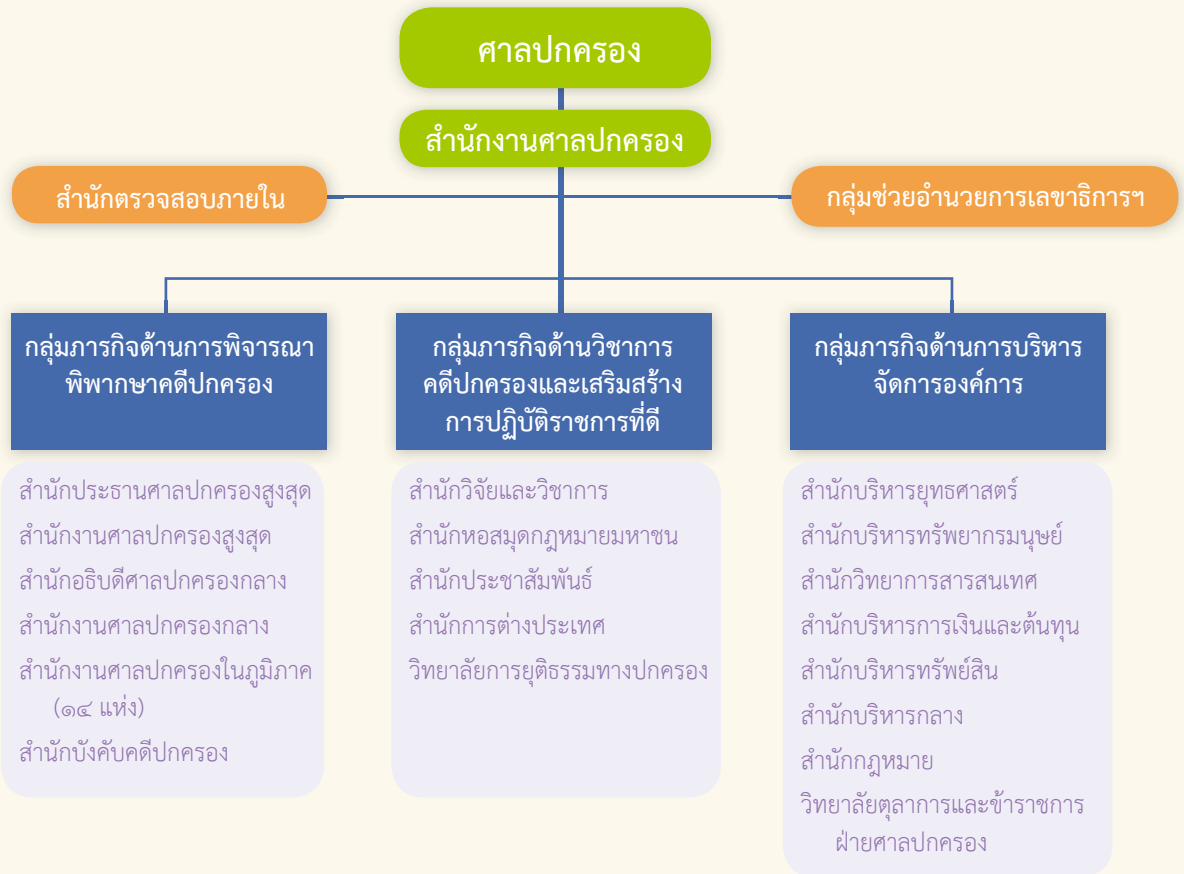 ศาลปกครอง
สำนักงานศาลปกครอง
สำนักตรวจสอบภายใน
กลุ่มช่วยอำนวยการเลขาธิการฯ
กลุ่มภารกิจด้านการพิจารณา
พิพากษาคดีปกครอง
สำนักประธานศาลปกครองสูงสุด
สำนักงานศาลปกครองสูงสุด
สำนักอธิบดีศาลปกครองกลาง
สำนักงานศาลปกครองกลาง
สำนักงานศาลปกครองในภูมิภาค
(๑๔ แห่ง)
สำนักบังคับคดีปกครอง
กลุ่มภารกิจด้านวิชาการ
คดีปกครองและเสริมสร้าง
การปฏิบัติราชการที่ดี
สำนักวิจัยและวิชาการ
สำนักหอสมุดกฎหมายมหาชน
สำนักประชาสัมพันธ์
สำนักการต่างประเทศ
วิทยาลัยการยุติธรรมทางปกครอง
กลุ่มภารกิจด้านการบริหาร
จัดการองค์การ
สำนักบริหารยุทธศาสตร์
สำนักบริหารทรัพยากรมนุษย์
สำนักวิทยาการสารสนเทศ
สำนักบริหารการเงินและต้นทุน
สำนักบริหารทรัพย์สิน
สำนักบริหารกลาง
สำนักกฎหมาย
วิทยาลัยตุลาการและข้าราชการ
ฝ่ายศาลปกครอง